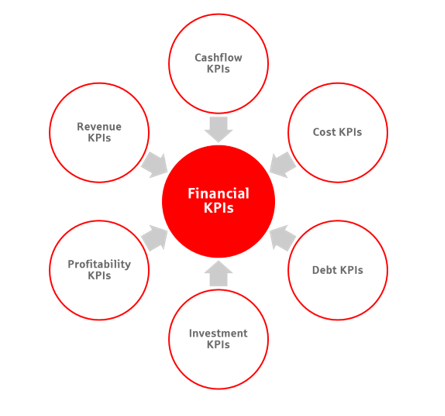 Cashflow
KPIs
Revenue
KPIs
Cost KPIs
Financial
KPIs
Profitability
KPIs
Debt KPIs
Investment
KPIs